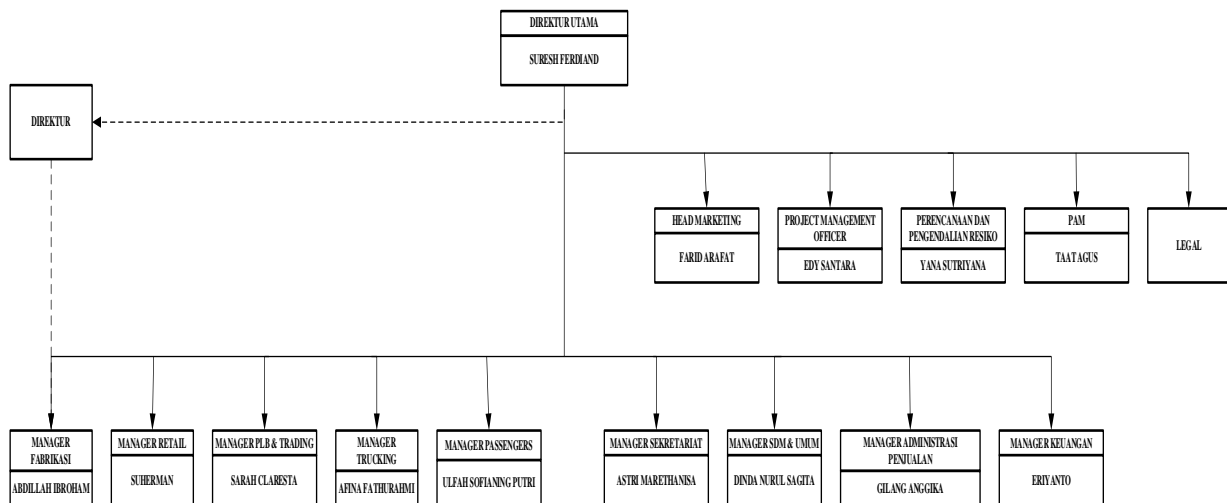 DIREKTUR UTAMA
SURESH FERDIAND
DIREKTUR
HEAD MARKETING
FARID ARAFAT
PROJECT MANAGEMENT
OFFICER
EDY SANTARA
PERENCANAAN DAN
PENGENDALIAN RESIKO
YANA SUTRIYANA
PAM
TAAT AGUS
LEGAL
MANAGER
FABRIKASI
ABDILLAH IBROHAM
MANAGER RETAIL
SUHERMAN
MANAGER PLB & TRADING
SARAH CLARESTA
MANAGER
TRUCKING
AFINA FATHURAHMI
MANAGER PASSENGERS
ULFAH SOFIANING PUTRI
MANAGER SEKRETARIAT
ASTRI MARETHANISA
MANAGER SDM & UMUM
DINDA NURUL SAGITA
MANAGER ADMINISTRASI
PENJUALAN
GILANG ANGGIKA
MANAGER KEUANGAN
ERIYANTO